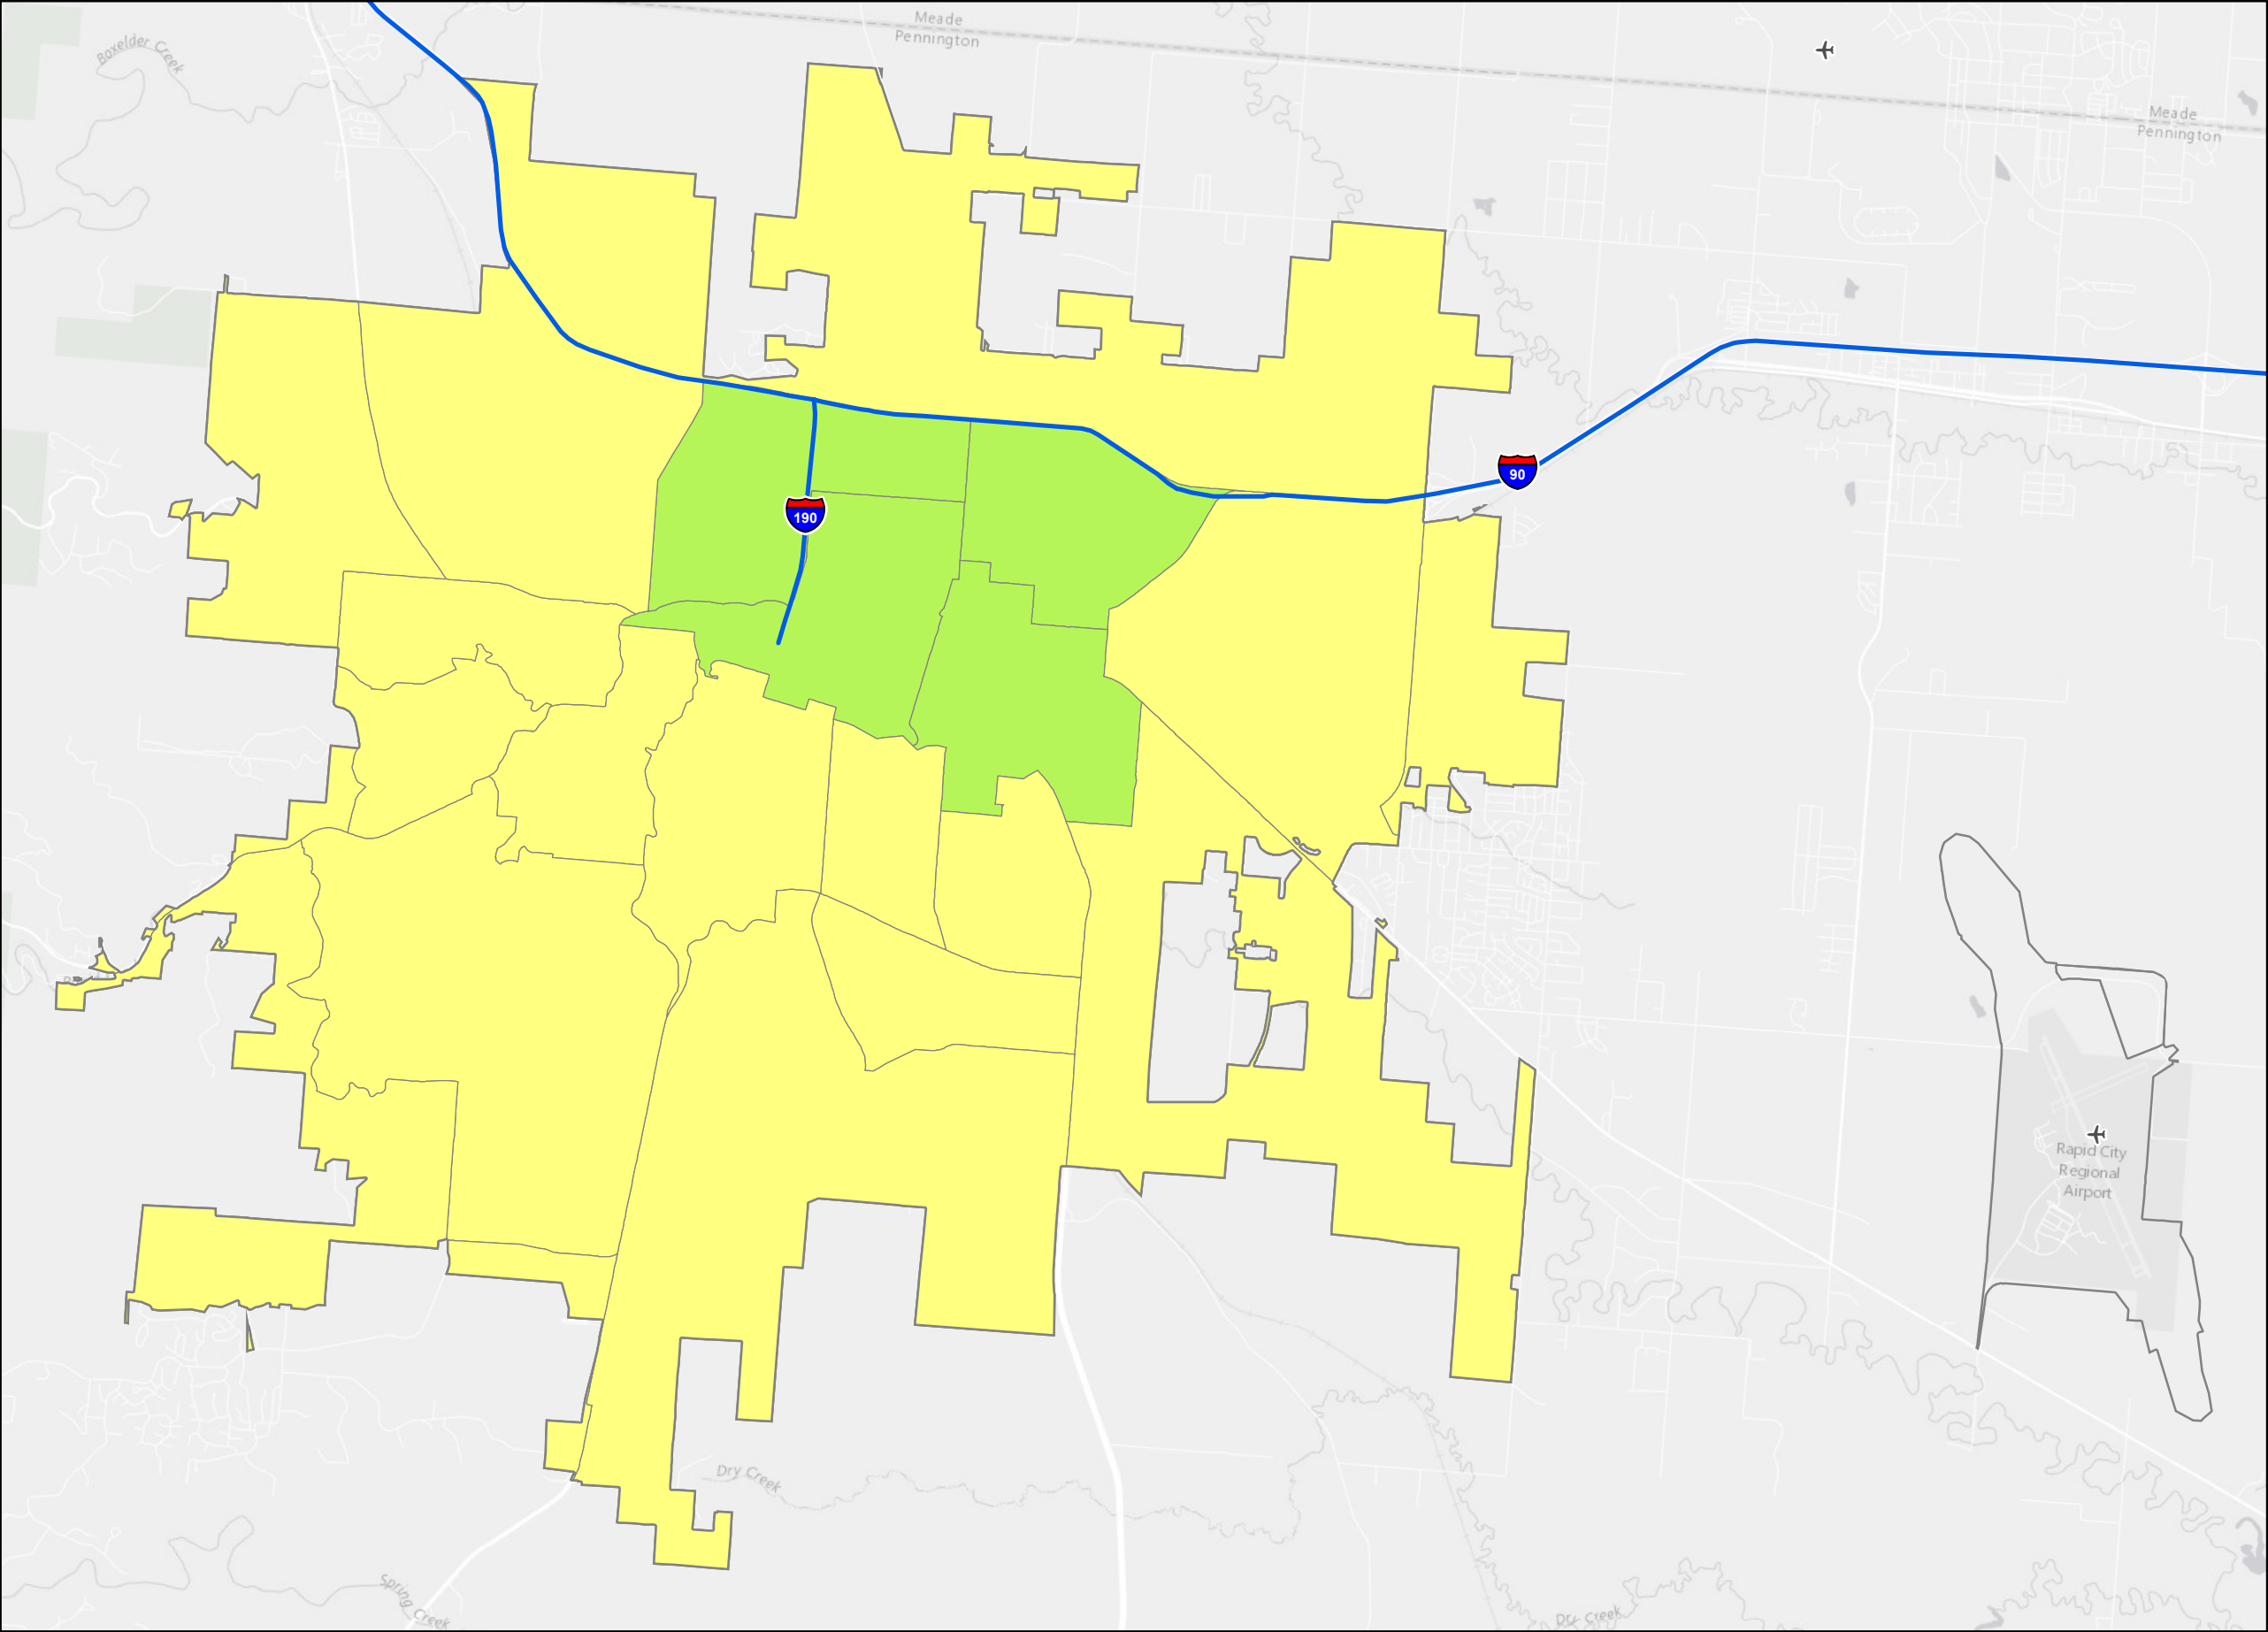 Meade
Pennington
Boxelder Creek
Meade
Pennington
90
190
Rapid City
Regional
Airport
Dry Creek
Spring Creek
Dry Creek